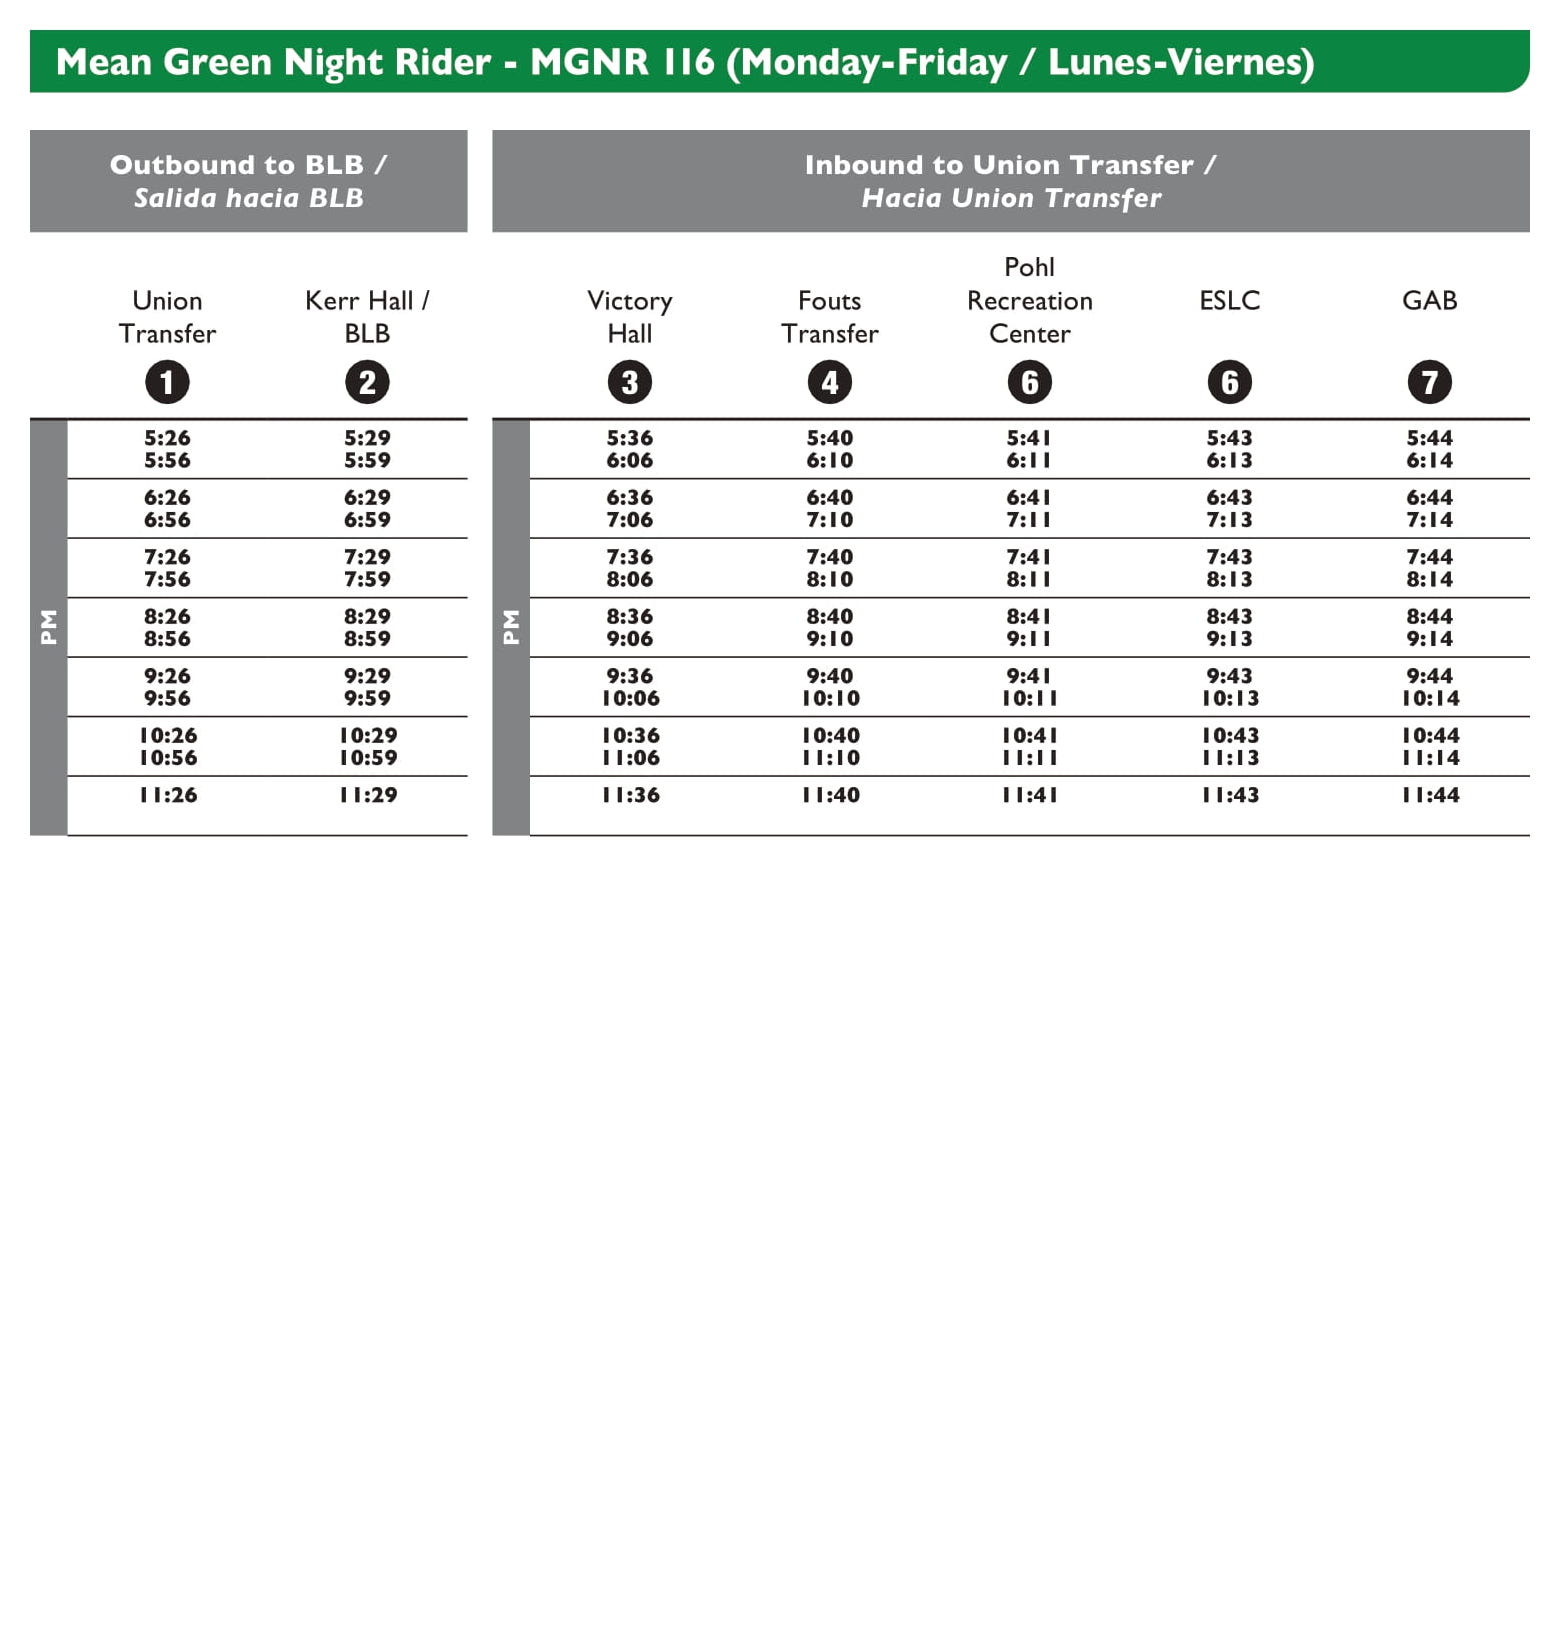 Mean Green Night Rider - MGNR 116 (Monday-Friday / Lunes-Viernes)
Outbound to BLB /
Salida hacia BLB
Inbound to Union Transfer /
Hacia Union Transfer
Union
Transfer
1
Kerr Hall /
BLB
2
Victory
Hall
3
Fouts
Transfer
4
Pohl
Recreation
Center
6
ESLC
6
GAB
7
PM
PM
5:26 5:29 5:36 5:40 5:41 5:43 5:44
5:56 5:59 6:06 6:10 6:11 6:13 6:14
6:26 6:29 6:36 6:40 6:41 6:43 6:44
6:56 6:59 7:06 7:10 7:11 7:13 7:14
7:26 7:29 7:36 7:40 7:41 7:43 7:44
7:56 7:59 8:06 8:10 8:11 8:13 8:14
8:26 8:29 8:36 8:40 8:41 8:43 8:44
8:56 8:59 9:06 9:10 9:11 9:13 9:14
9:26 9:29 9:36 9:40 9:41 9:43 9:44
9:56 9:59 10:06 10:10 10:11 10:13 10:14
10:26 10:29 10:36 10:40 10:41 10:43 10:44
10:56 10:59 11:06 11:10 11:11 11:13 11:14
11:26 11:29 11:36 11:40 11:41 11:43 11:44